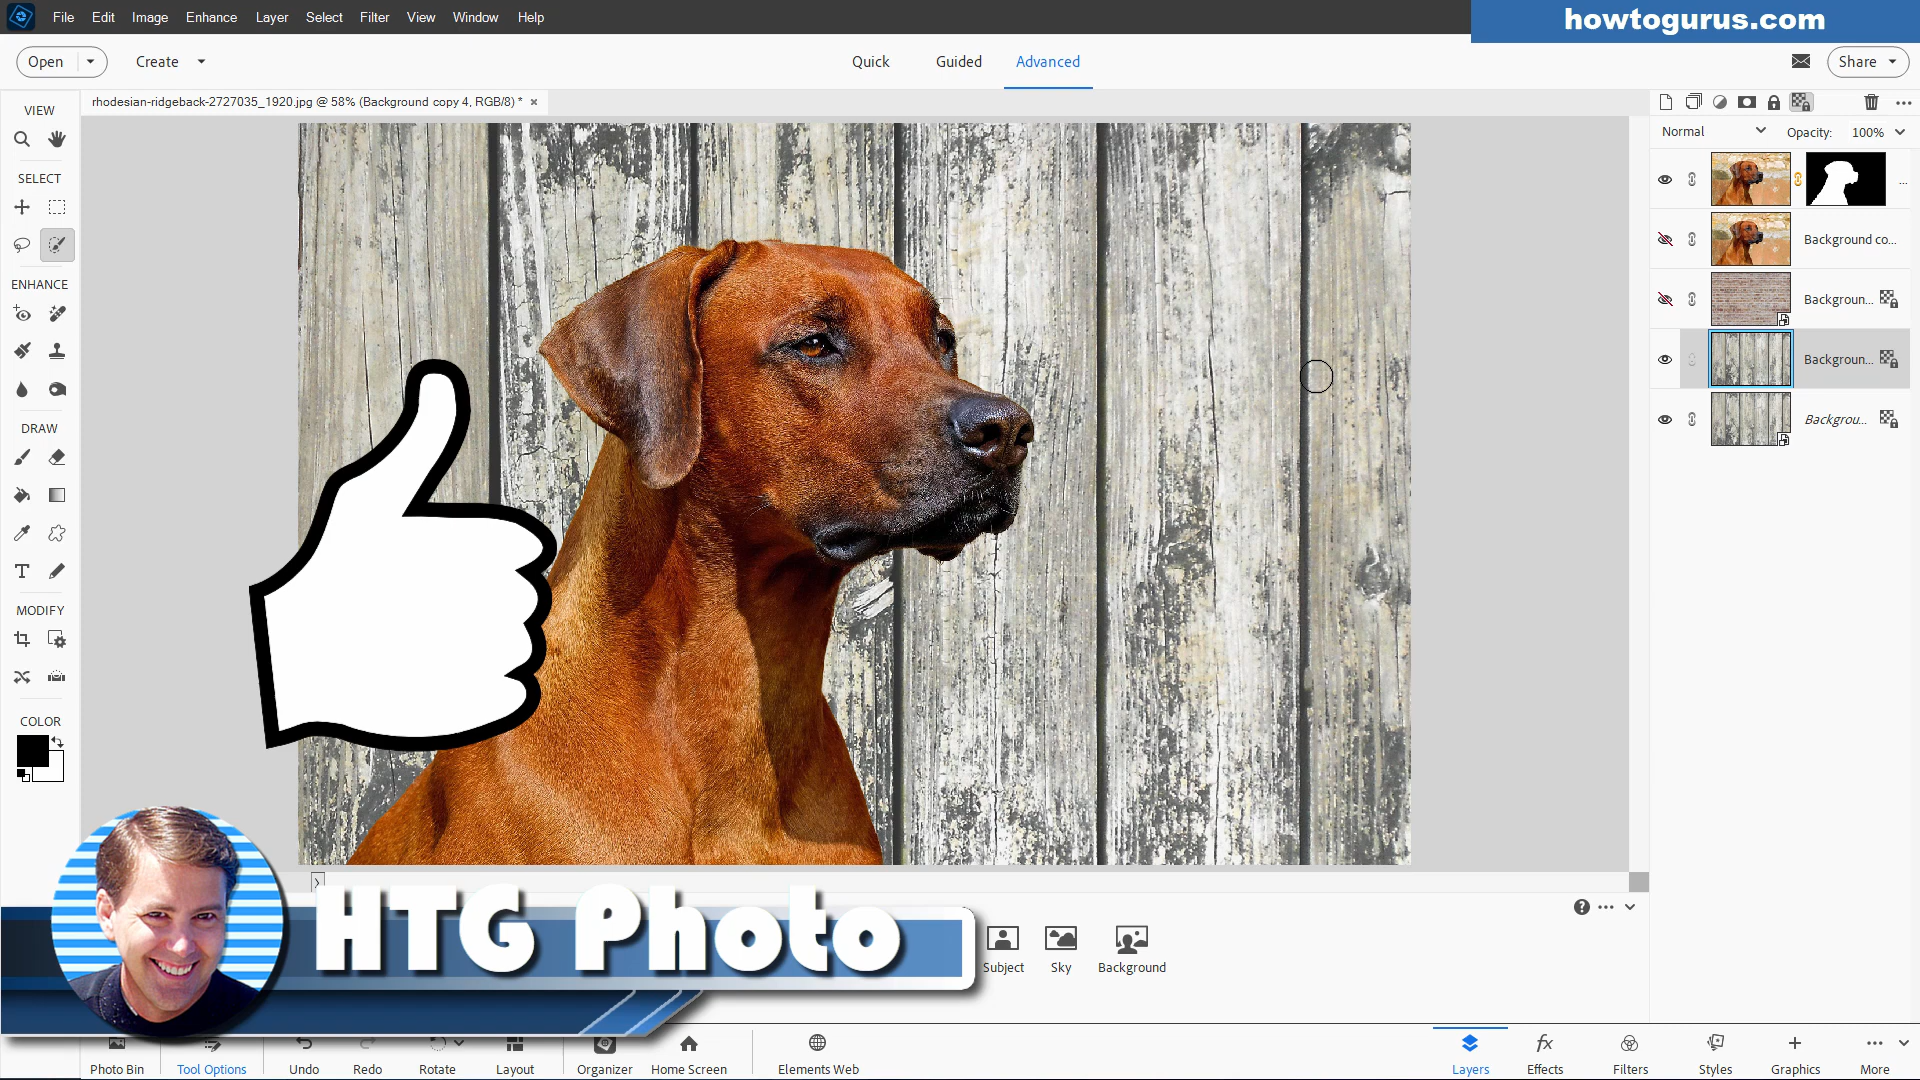 File Edit Image Enhance Layer Select Filter View Window Help
howtogurus.com
Open Create Quick Guided Advanced Share
VIEW
rhodesian-ridgeback-2727035_1920.jpg @ 58% (Background copy 4, RGB/8) * ×
Normal Opacity: 100%
SELECT
...
Background co...
ENHANCE
Backgroun...
Backgroun...
Backgrou...
DRAW
T
MODIFY
COLOR
HTG Photo
Subject Sky Background
Photo Bin Tool Options Undo Redo Rotate Layout Organizer Home Screen Elements Web
fx
Layers Effects Filters Styles Graphics More